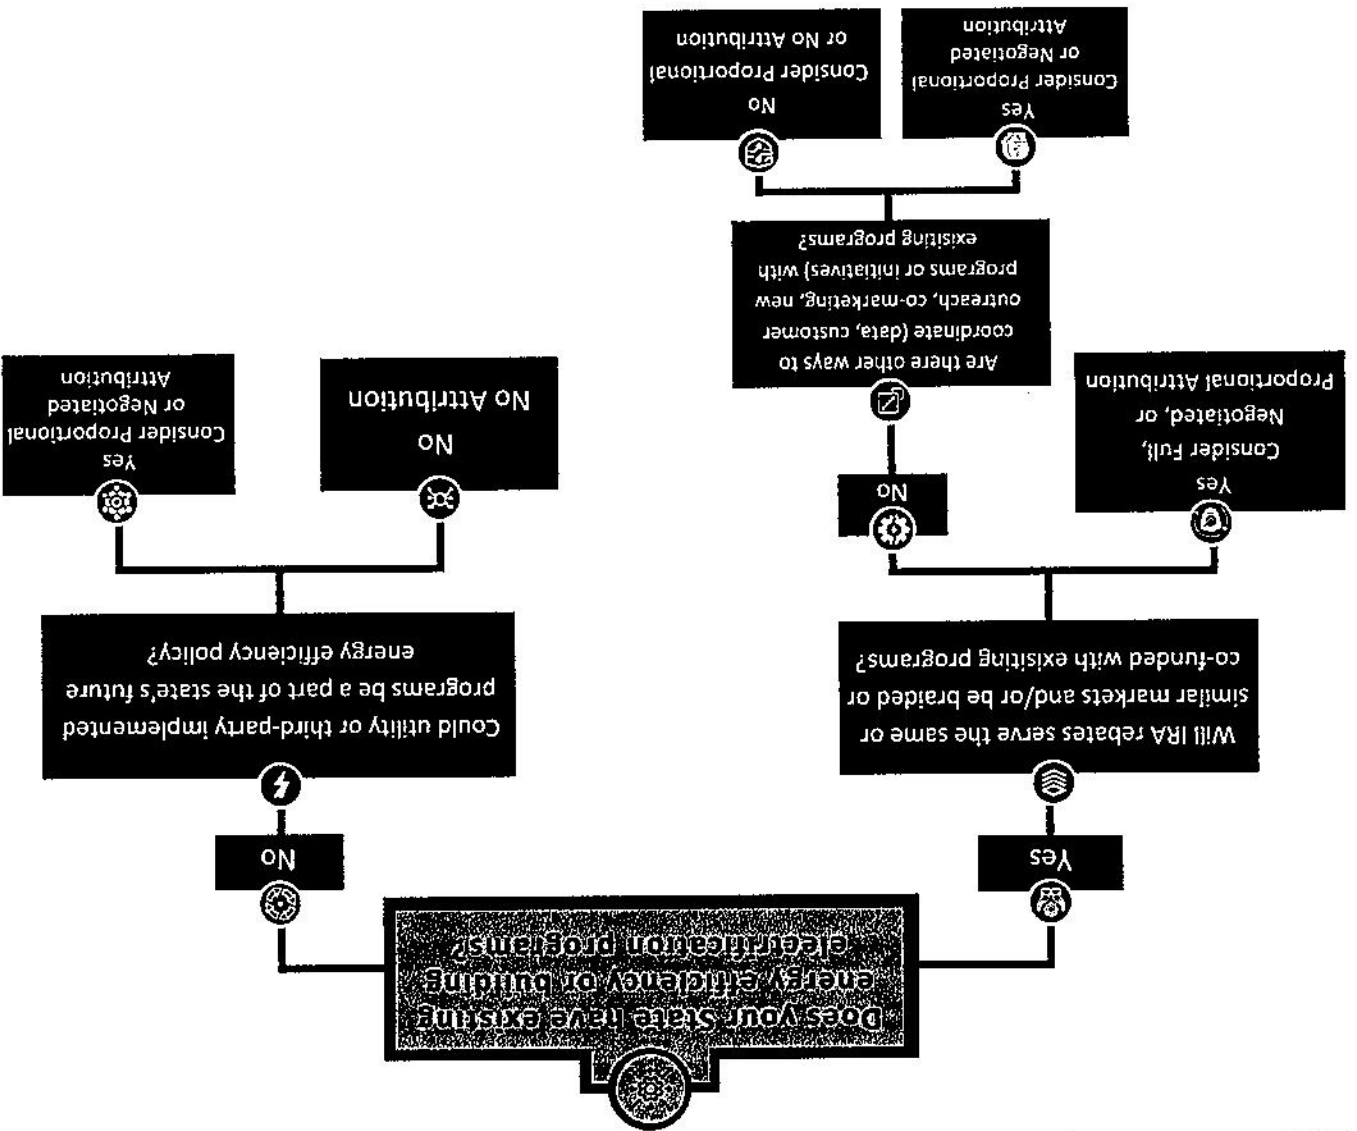 Does your State have existing
energy efficiency or building
electrification programs?
Yes
No
Will IRA rebates serve the same or
similar markets and/or be braided or
co-funded with exisiting programs?
Could utility or third-party implemented
programs be a part of the state's future
energy efficiency policy?
Yes
Consider Full,
Negotiated, or
Proportional Attribution
No
No
No Attribution
Yes
Consider Proportional
or Negotiated
Attribution
Are there other ways to
coordinate (data, customer
outreach, co-marketing, new
programs or initiatives) with
exisiting programs?
Yes
Consider Proportional
or Negotiated
Attribution
No
Consider Proportional
or No Attribution